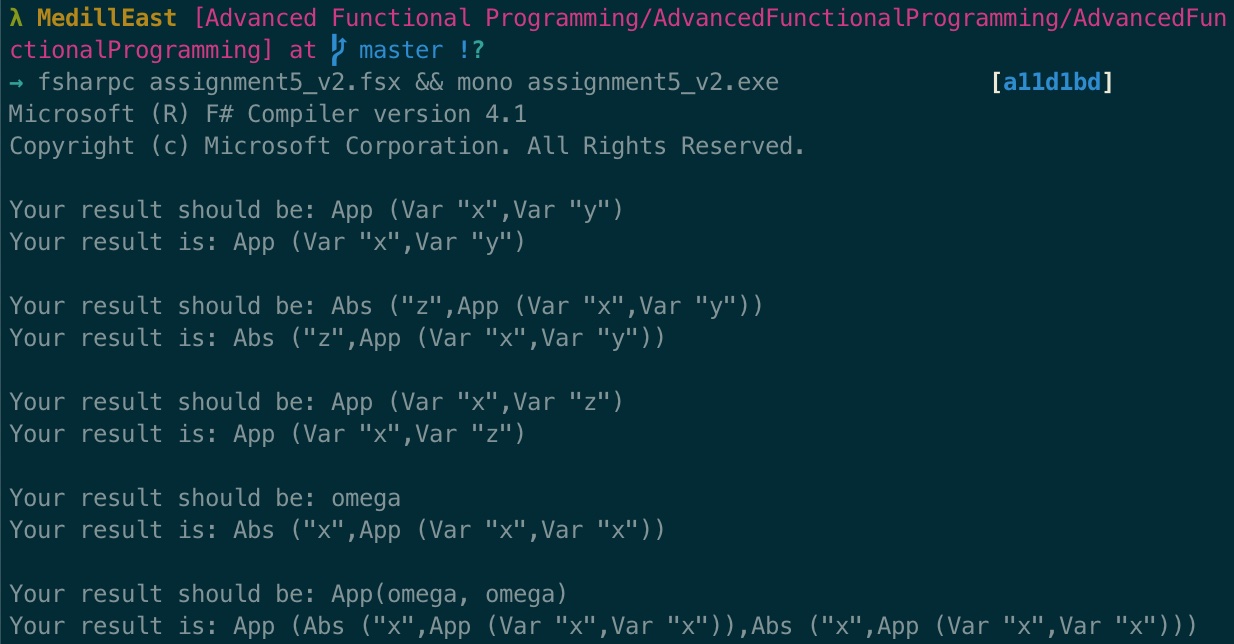 λ MedillEast [Advanced Functional Programming/AdvancedFunctionalProgramming/AdvancedFun
ctionalProgramming] at master !?
→ fsharpc assignment5_v2.fsx && mono assignment5_v2.exe [a11d1bd]
Microsoft (R) F# Compiler version 4.1
Copyright (c) Microsoft Corporation. All Rights Reserved.
Your result should be: App (Var "x",Var "y")
Your result is: App (Var "x",Var "y")
Your result should be: Abs ("z",App (Var "x",Var "y"))
Your result is: Abs ("z",App (Var "x",Var "y"))
Your result should be: App (Var "x",Var "z")
Your result is: App (Var "x",Var "z")
Your result should be: omega
Your result is: Abs ("x",App (Var "x",Var "x"))
Your result should be: App(omega, omega)
Your result is: App (Abs ("x",App (Var "x",Var "x")),Abs ("x",App (Var "x",Var "x")))